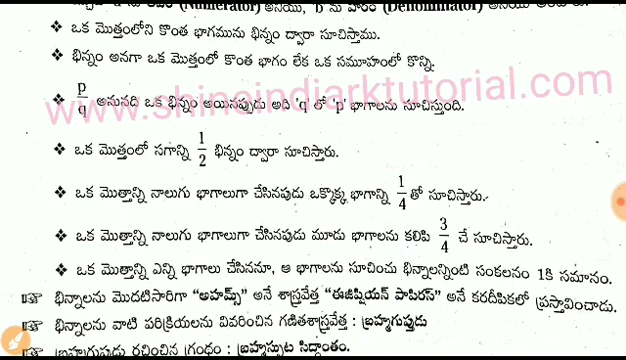 (Numerator) అనియు, 'b' ను హారం (Denominator) అనియు
❖ ఒక మొత్తంలోని కొంత భాగమును భిన్నం ద్వారా సూచిస్తాము.
❖ భిన్నం అనగా ఒక మొత్తంలో కొంత భాగం లేక ఒక సమూహంలో కొన్ని.
www.shineindiarktutorial.com
❖ p/q అనునది ఒక భిన్నం అయినప్పుడు అది 'q' లో 'p' భాగాలను సూచిస్తుంది.
❖ ఒక మొత్తంలో సగాన్ని 1/2 భిన్నం ద్వారా సూచిస్తారు.
❖ ఒక మొత్తాన్ని నాలుగు భాగాలుగా చేసినపుడు ఒక్కొక్క భాగాన్ని 1/4 తో సూచిస్తారు.
❖ ఒక మొత్తాన్ని నాలుగు భాగాలుగా చేసినపుడు మూడు భాగాలను కలిపి 3/4 చే సూచిస్తారు.
❖ ఒక మొత్తాన్ని ఎన్ని భాగాలు చేసినను, ఆ భాగాలను సూచించు భిన్నాలన్నింటి సంకలనం 1కి సమానం.
☞ భిన్నాలను మొదటిసారిగా "అహమ్స్" అనే శాస్త్రవేత్త "ఈజిప్షియన్ పాపిరస్" అనే కరదీపికలో ప్రస్తావించాడు.
☞ భిన్నాలను వాటి పరిక్రియలను వివరించిన గణితశాస్త్రవేత్త : బ్రహ్మగుప్తుడు
☞ బ్రహ్మగుప్తుడు రచించిన గ్రంథం : బ్రహ్మస్ఫుట సిద్ధాంతం.